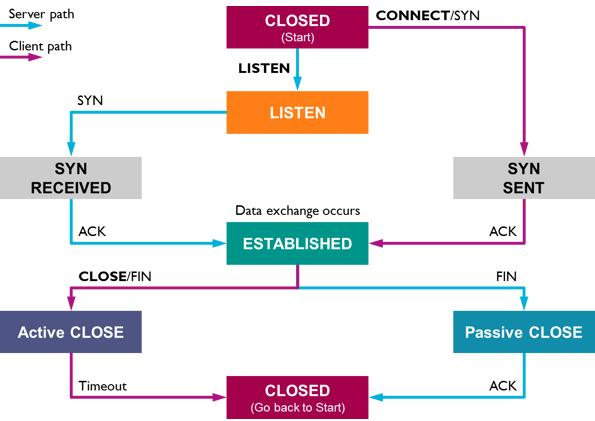 Server path
Client path
CLOSED
(Start)
CONNECT/SYN
LISTEN
SYN
LISTEN
SYN
RECEIVED
SYN
SENT
Data exchange occurs
ACK
ESTABLISHED
ACK
CLOSE/FIN
FIN
Active CLOSE
Passive CLOSE
Timeout
CLOSED
(Go back to Start)
ACK